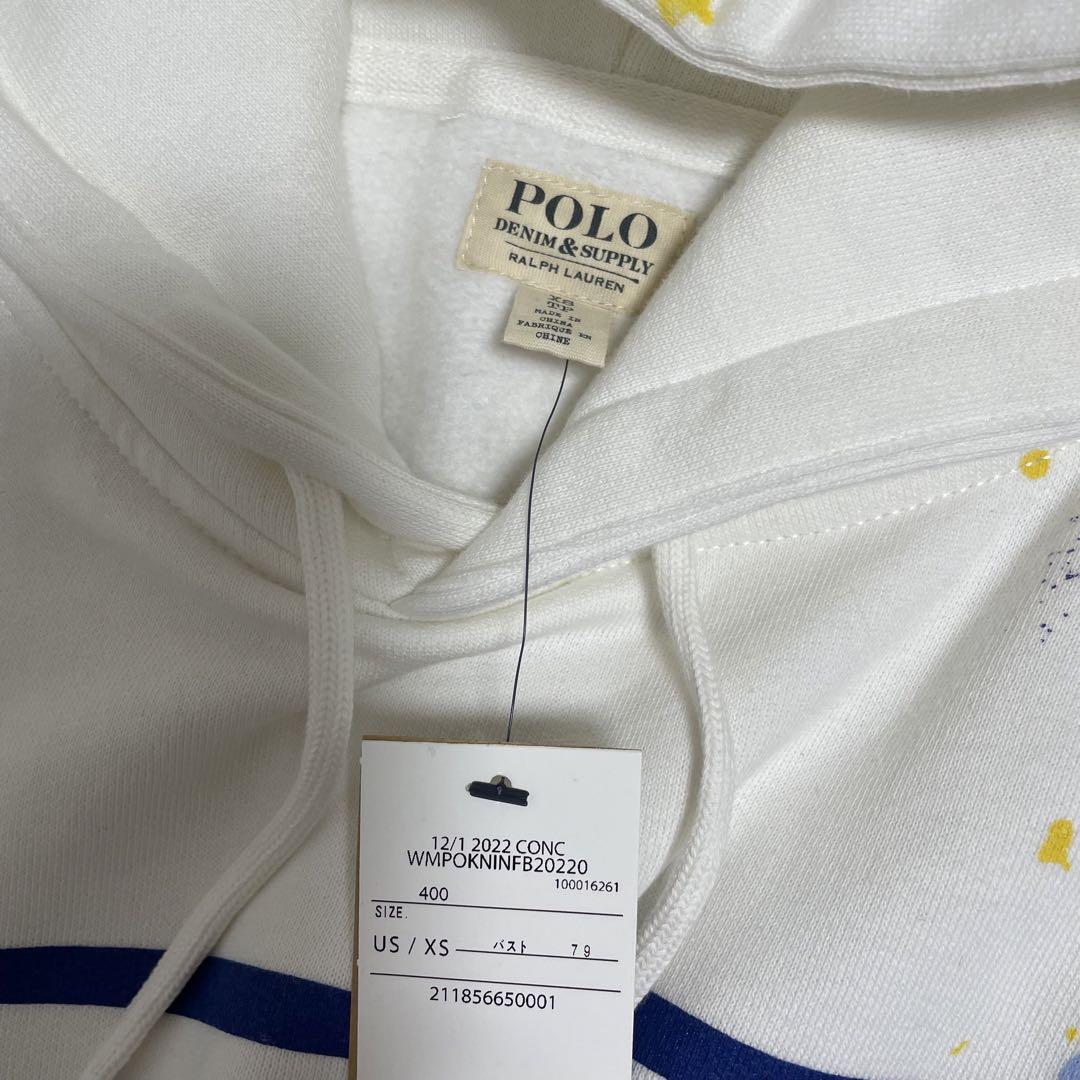 POLO
DENIM & SUPPLY
RALPH LAUREN
XS
TP
MADE IN
CHINA
FABRIQUÉ EN
CHINE
12/1 2022 CONC
WMPOKNINFB20220
100016261
400
SIZE.
US / XS バスト 79
211856650001